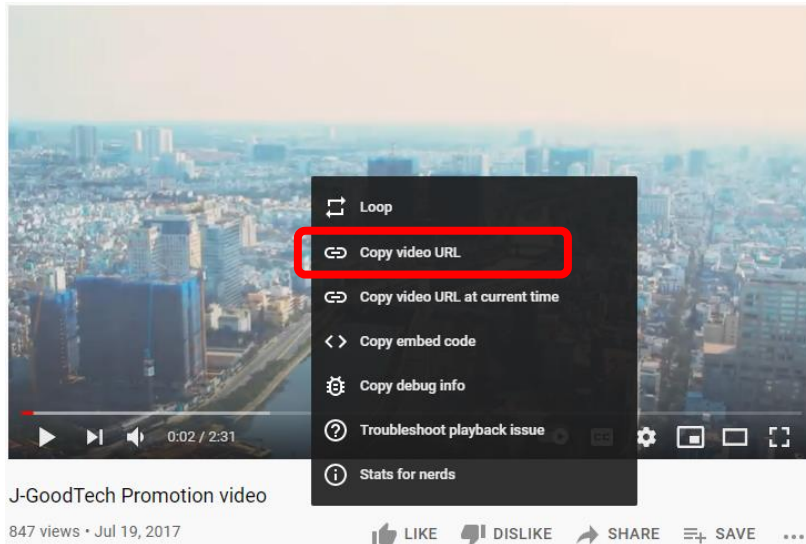 Loop
Copy video URL
Copy video URL at current time
Copy embed code
Copy debug info
Troubleshoot playback issue
Stats for nerds
0:02 / 2:31
CC
J-GoodTech Promotion video
847 views • Jul 19, 2017
LIKE DISLIKE SHARE SAVE